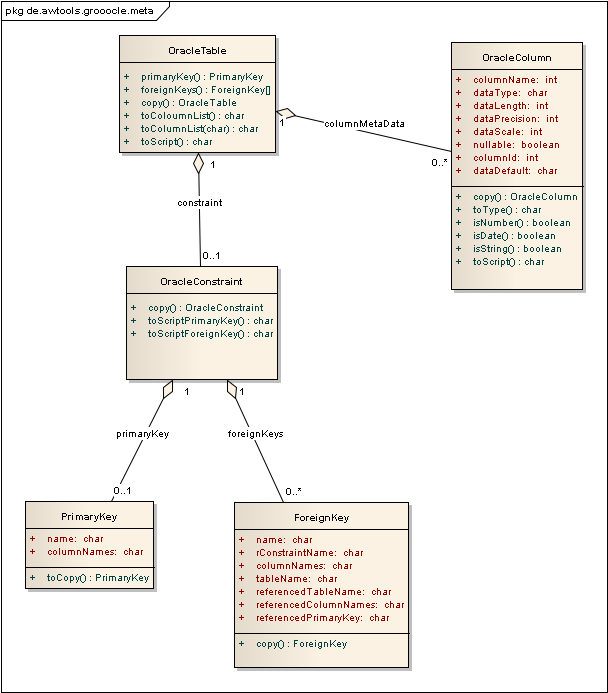 pkg de.awtools.grooocle.meta
OracleTable
+ primaryKey() : PrimaryKey
+ foreignKeys() : ForeignKey[]
+ copy() : OracleTable
+ toColoumnList() : char
+ toColumnList(char) : char
+ toScript() : char
OracleColumn
+ columnName: int
+ dataType: char
+ dataLength: int
+ dataPrecision: int
+ dataScale: int
+ nullable: boolean
+ columnId: int
+ dataDefault: char
+ copy() : OracleColumn
+ toType() : char
+ isNumber() : boolean
+ isDate() : boolean
+ isString() : boolean
+ toScript() : char
1
columnMetaData
0..*
1
constraint
0..1
OracleConstraint
+ copy() : OracleConstraint
+ toScriptPrimaryKey() : char
+ toScriptForeignKey() : char
1
primaryKey
0..1
1
foreignKeys
0..*
PrimaryKey
+ name: char
+ columnNames: char
+ toCopy() : PrimaryKey
ForeignKey
+ name: char
+ rConstraintName: char
+ columnNames: char
+ tableName: char
+ referencedTableName: char
+ referencedColumnNames: char
+ referencedPrimaryKey: char
+ copy() : ForeignKey